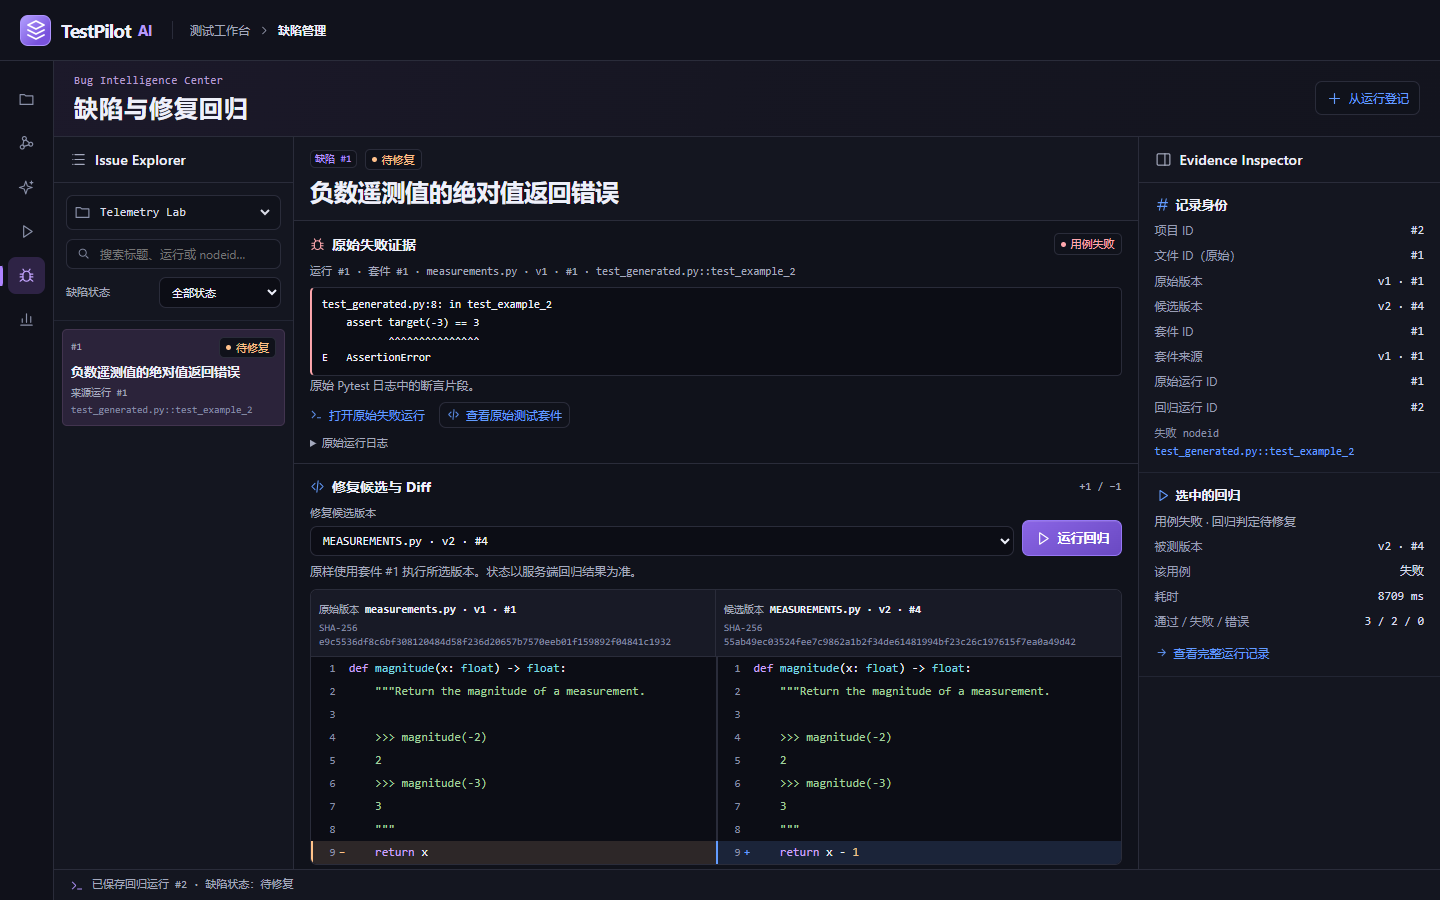 TestPilot AI
测试工作台 > 缺陷管理
Bug Intelligence Center
缺陷与修复回归
+ 从运行登记
Issue Explorer
Telemetry Lab
搜索标题、运行或 nodeid...
缺陷状态
全部状态
#1
待修复
负数遥测值的绝对值返回错误
来源运行 #1
test_generated.py::test_example_2
缺陷 #1
待修复
负数遥测值的绝对值返回错误
原始失败证据
用例失败
运行 #1 · 套件 #1 · measurements.py · v1 · #1 · test_generated.py::test_example_2
test_generated.py:8: in test_example_2
assert target(-3) == 3
^^^^^^^^^^^^^^^
E AssertionError
原始 Pytest 日志中的断言片段。
打开原始失败运行
查看原始测试套件
原始运行日志
修复候选与 Diff
+1 / −1
修复候选版本
MEASUREMENTS.py · v2 · #4
运行回归
原样使用套件 #1 执行所选版本。状态以服务端回归结果为准。
原始版本 measurements.py · v1 · #1
SHA-256
e9c5536df8c6bf308120484d58f236d20657b7570eeb01f159892f04841c1932
1 def magnitude(x: float) -> float:
2 """Return the magnitude of a measurement.
3
4 >>> magnitude(-2)
5 2
6 >>> magnitude(-3)
7 3
8 """
9 − return x
候选版本 MEASUREMENTS.py · v2 · #4
SHA-256
55ab49ec03524fee7c9862a1b2f34de61481994bf23c26c197615f7ea0a49d42
1 def magnitude(x: float) -> float:
2 """Return the magnitude of a measurement.
3
4 >>> magnitude(-2)
5 2
6 >>> magnitude(-3)
7 3
8 """
9 + return x - 1
Evidence Inspector
# 记录身份
项目 ID #2
文件 ID（原始） #1
原始版本 v1 · #1
候选版本 v2 · #4
套件 ID #1
套件来源 v1 · #1
原始运行 ID #1
回归运行 ID #2
失败 nodeid
test_generated.py::test_example_2
选中的回归
用例失败 · 回归判定待修复
被测版本 v2 · #4
该用例 失败
耗时 8709 ms
通过 / 失败 / 错误 3 / 2 / 0
→ 查看完整运行记录
已保存回归运行 #2 · 缺陷状态：待修复